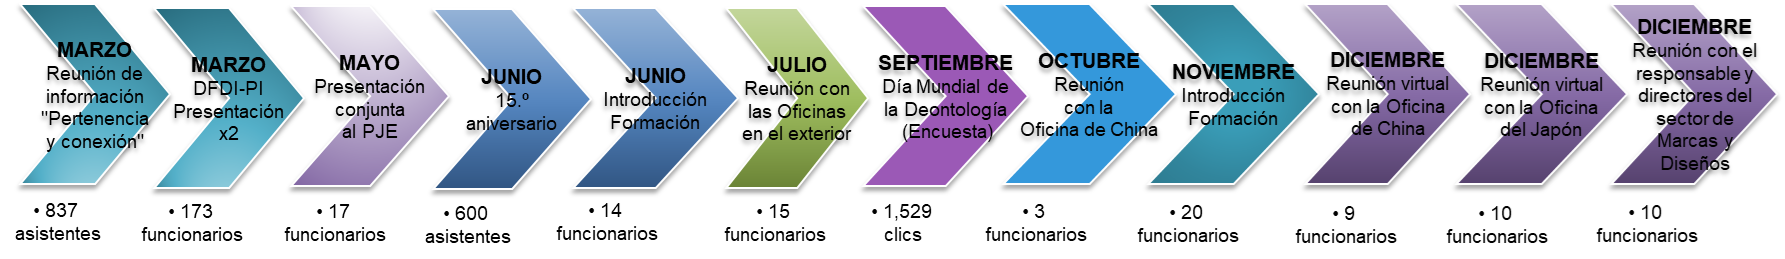 MARZO
Reunión de
información
"Pertenencia
y conexión"
• 837
asistentes
MARZO
DFDI-PI
Presentación
x2
• 173
funcionarios
MAYO
Presentación
conjunta
al PJE
• 17
funcionarios
JUNIO
15.º
aniversario
• 600
asistentes
JUNIO
Introducción
Formación
• 14
funcionarios
JULIO
Reunión con
las Oficinas
en el exterior
• 15
funcionarios
SEPTIEMBRE
Día Mundial de
la Deontología
(Encuesta)
• 1,529
clics
OCTUBRE
Reunión
con la
Oficina de China
• 3
funcionarios
NOVIEMBRE
Introducción
Formación
• 20
funcionarios
DICIEMBRE
Reunión virtual
con la Oficina
de China
• 9
funcionarios
DICIEMBRE
Reunión virtual
con la Oficina
del Japón
• 10
funcionarios
DICIEMBRE
Reunión con el
responsable y
directores del
sector de
Marcas y
Diseños
• 10
funcionarios